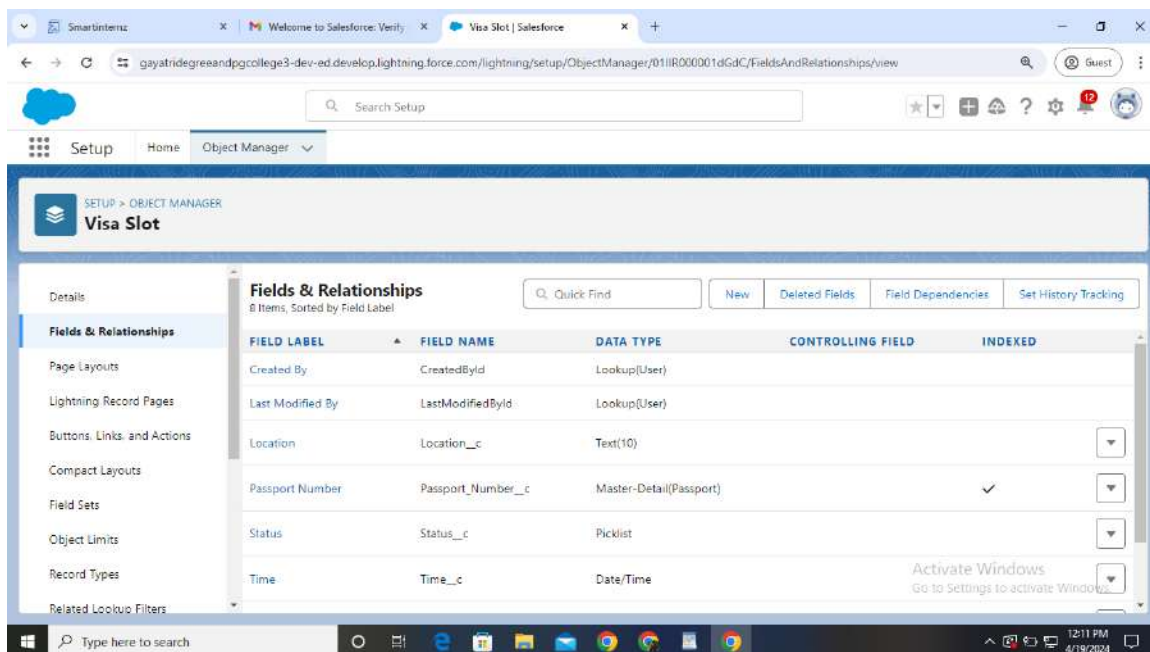 Smartinternz
Welcome to Salesforce: Verify
Visa Slot | Salesforce
gayatridegreeandpgcollege3-dev-ed.develop.lightning.force.com/lightning/setup/ObjectManager/01IIR000001dGdC/FieldsAndRelationships/view
Guest
Search Setup
12
Setup Home Object Manager
SETUP > OBJECT MANAGER
Visa Slot
Details
Fields & Relationships
Page Layouts
Lightning Record Pages
Buttons, Links, and Actions
Compact Layouts
Field Sets
Object Limits
Record Types
Related Lookup Filters
Fields & Relationships
8 Items, Sorted by Field Label
Quick Find
New Deleted Fields Field Dependencies Set History Tracking
FIELD LABEL FIELD NAME DATA TYPE CONTROLLING FIELD INDEXED
Created By CreatedById Lookup(User)
Last Modified By LastModifiedById Lookup(User)
Location Location__c Text(10)
Passport Number Passport_Number__c Master-Detail(Passport)
Status Status__c Picklist
Time Time__c Date/Time
Activate Windows
Go to Settings to activate Windows.
Type here to search
12:11 PM
4/19/2024